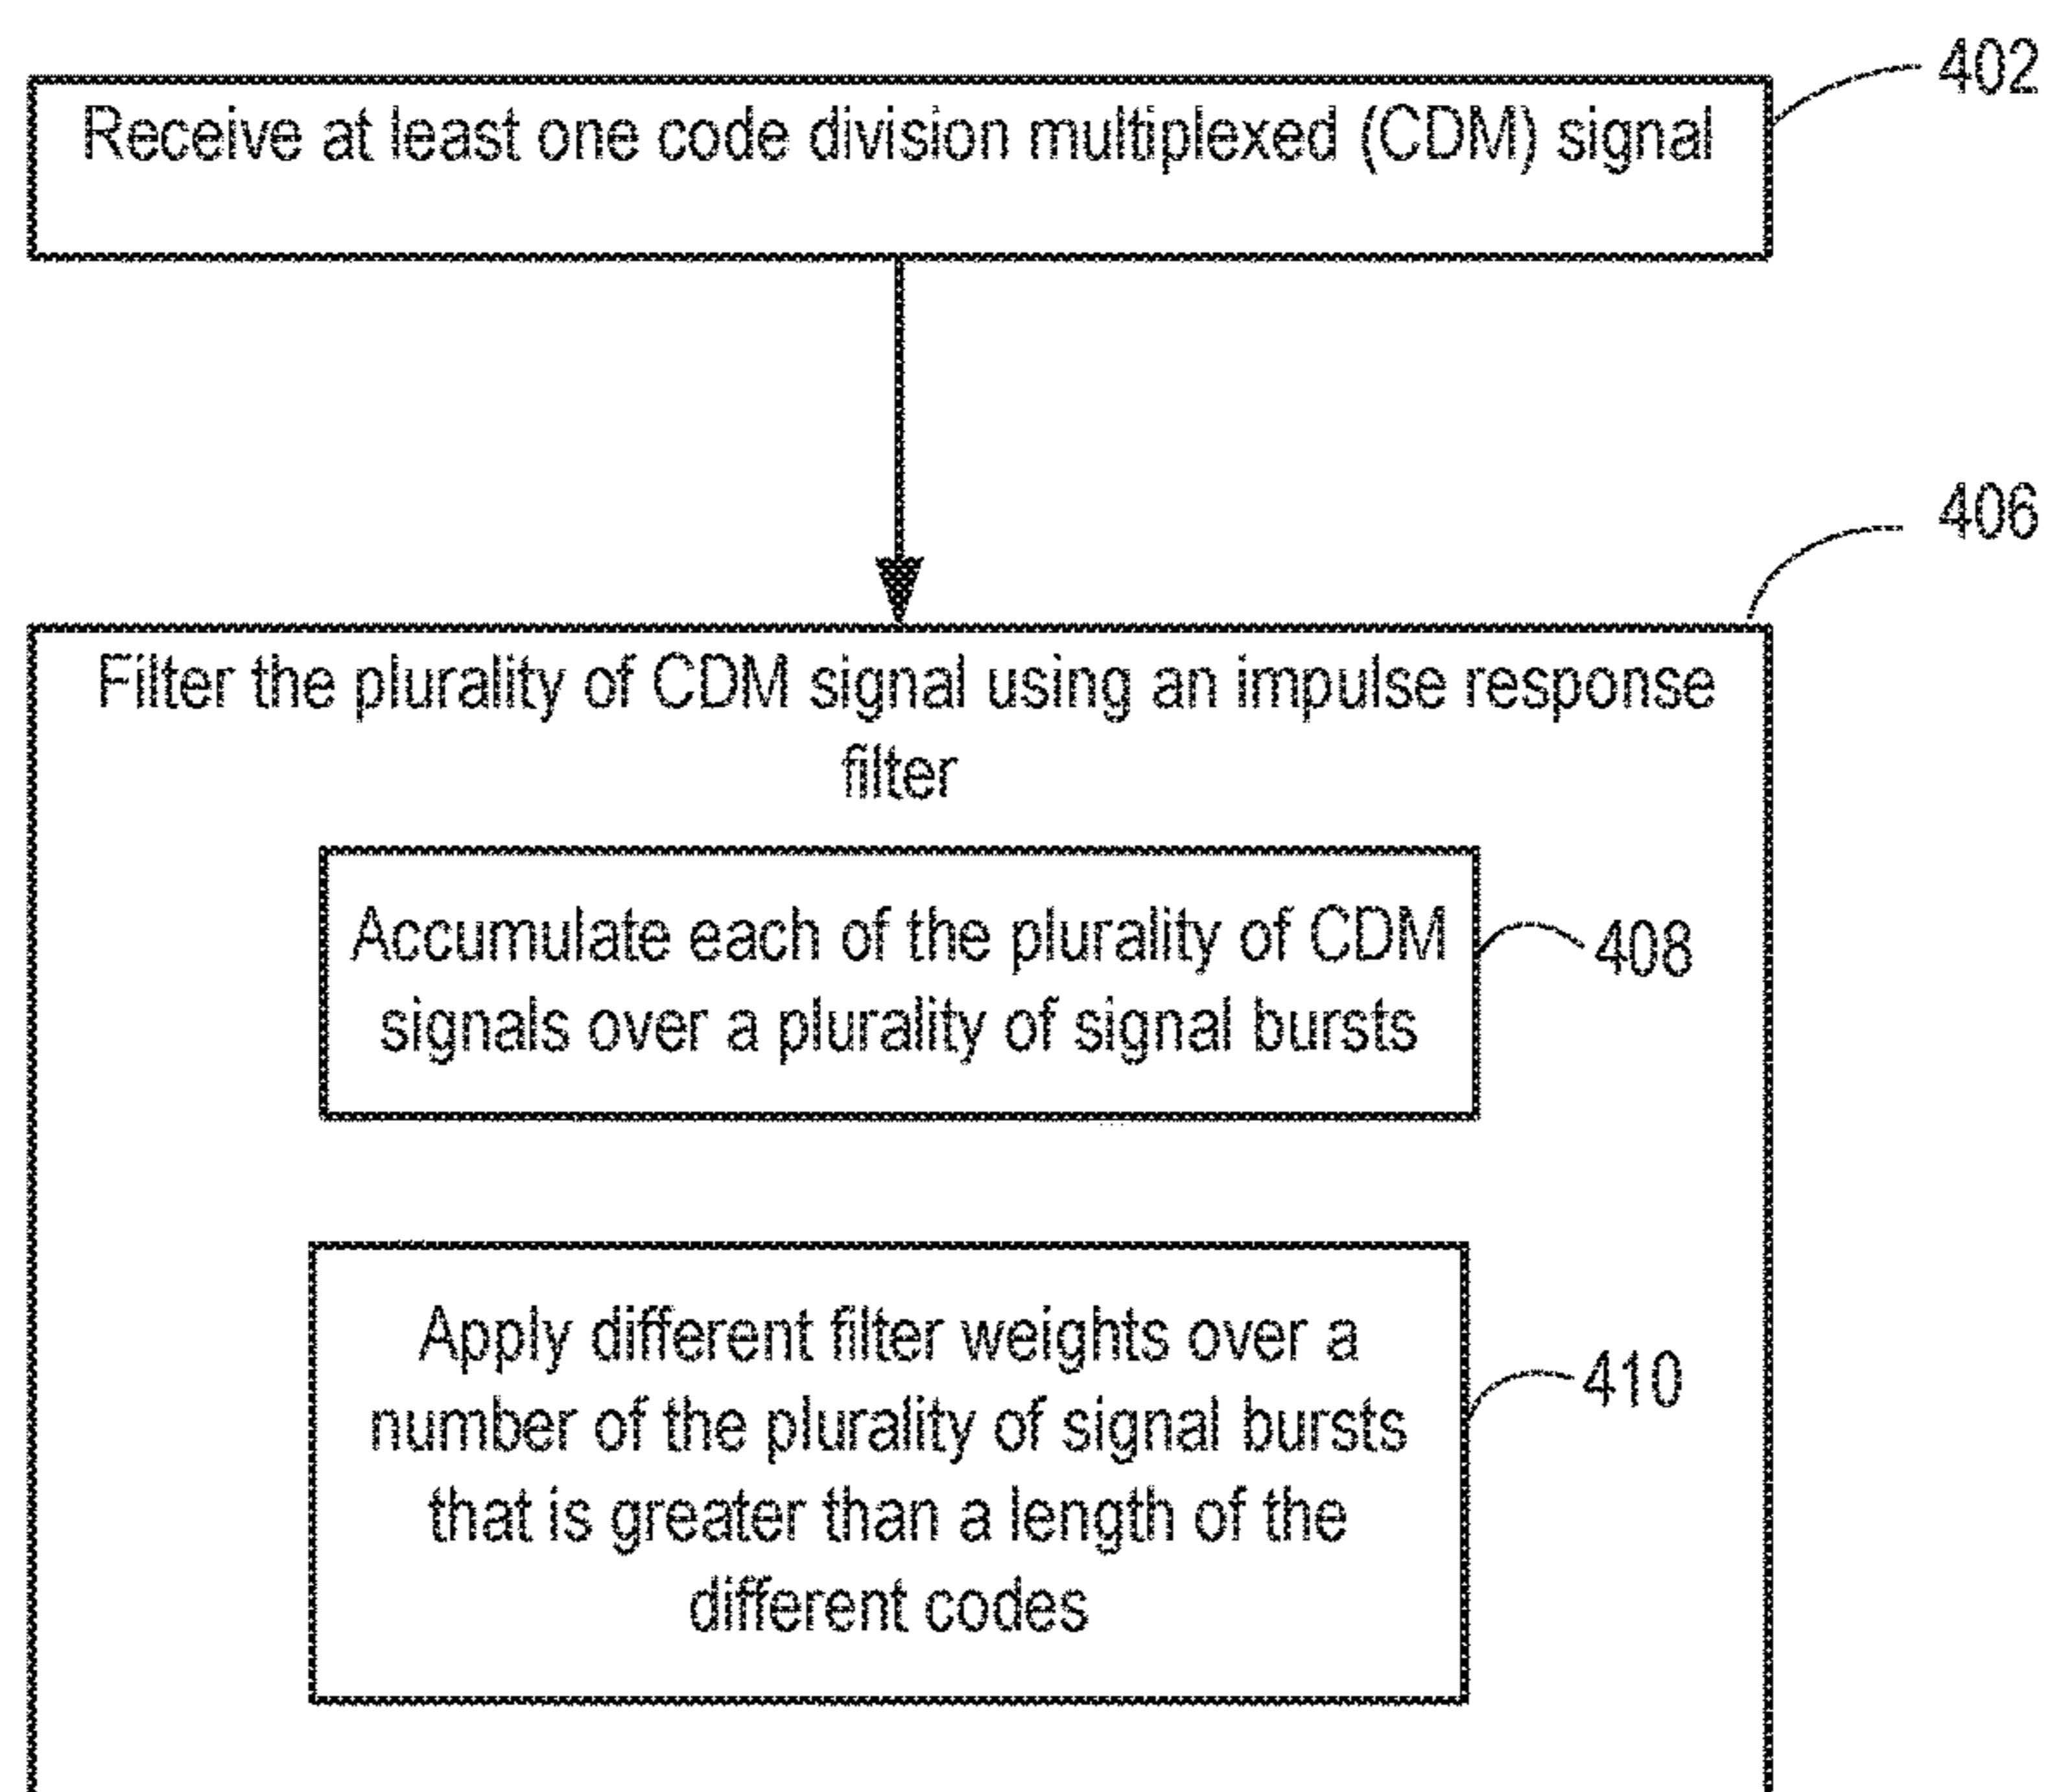 402
Receive at least one code division multiplexed (CDM) signal
406
Filter the plurality of CDM signal using an impulse response
filter
Accumulate each of the plurality of CDM
signals over a plurality of signal bursts
408
Apply different filter weights over a
number of the plurality of signal bursts
that is greater than a length of the
different codes
410